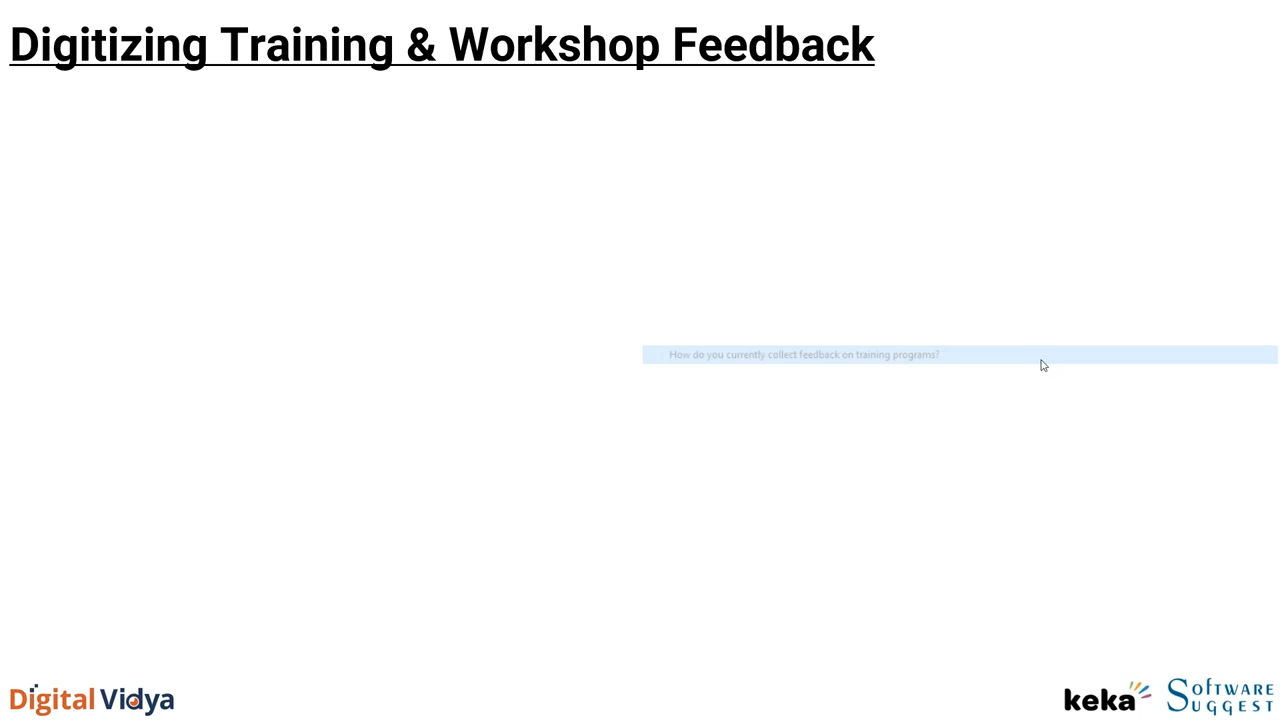 Digitizing Training & Workshop Feedback
How do you currently collect feedback on training programs?
Digital Vidya
keka
SOFTWARE
SUGGEST